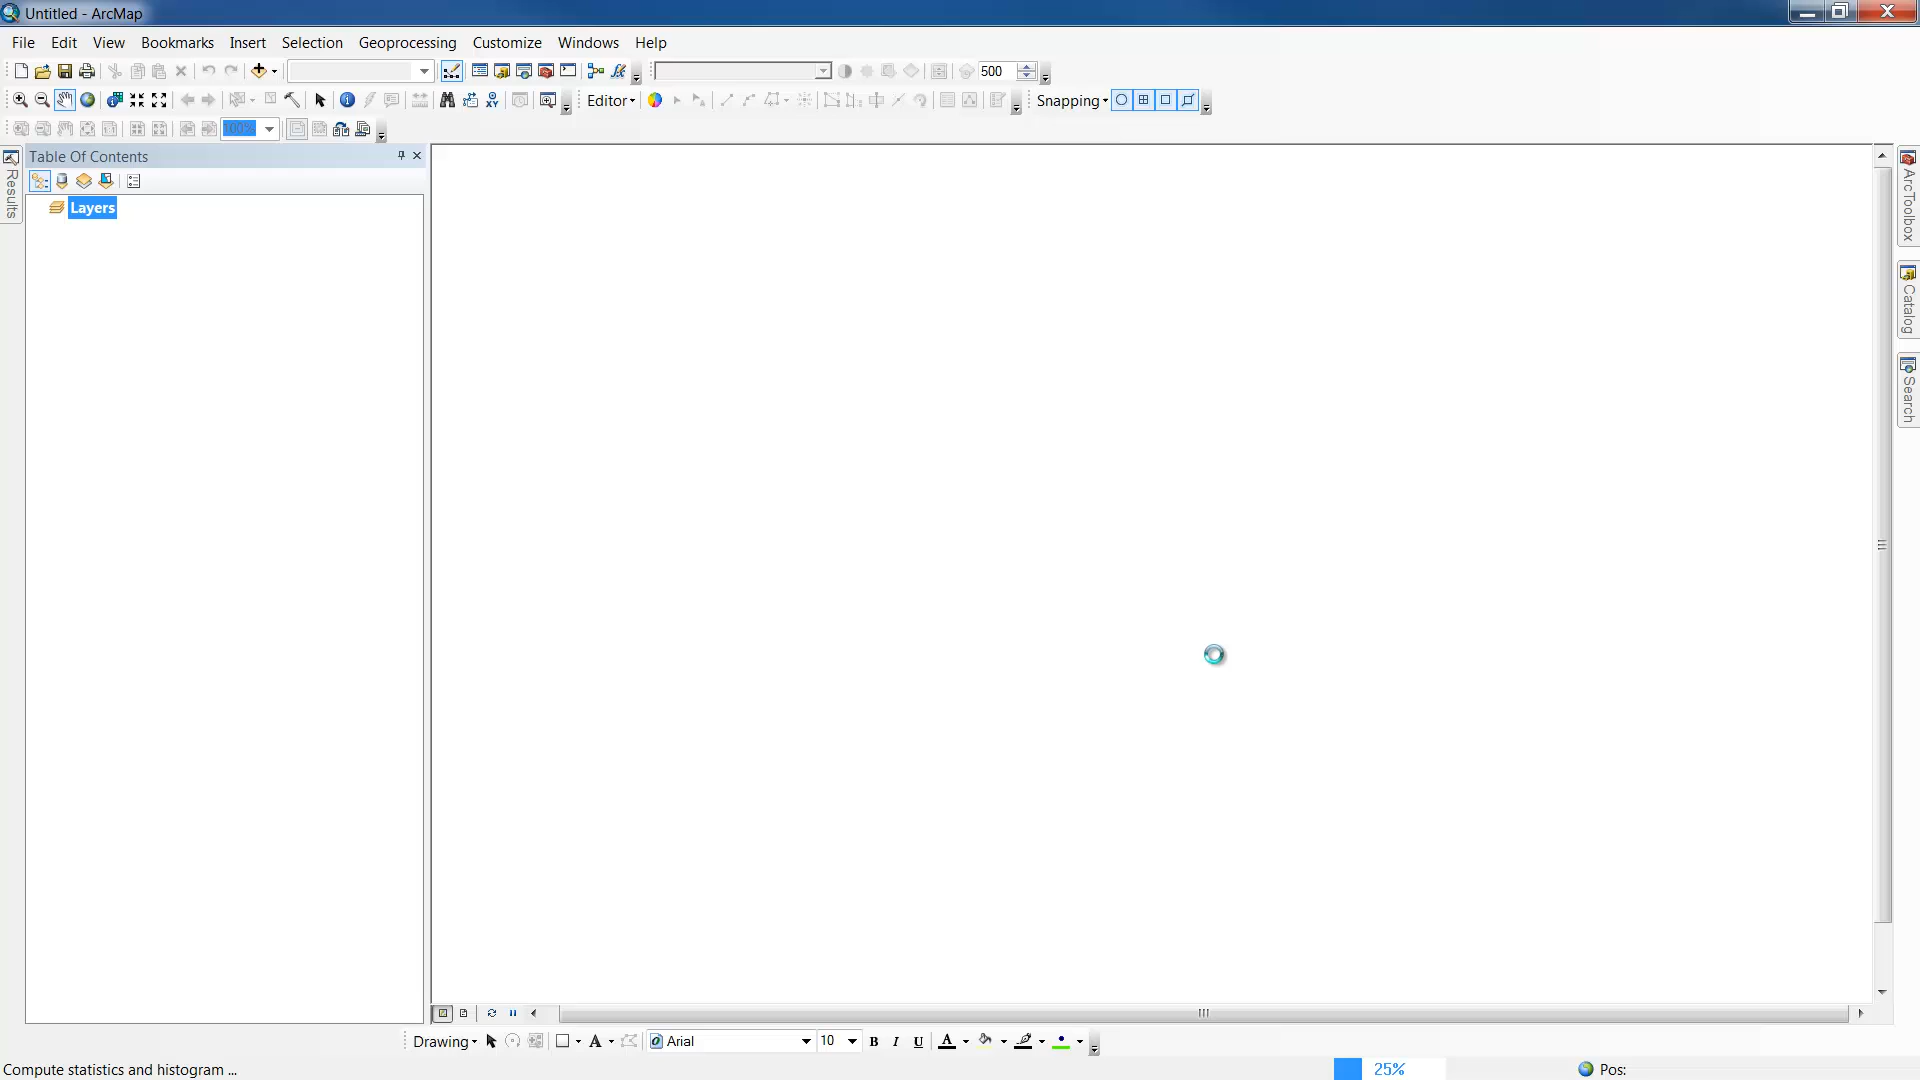 Untitled - ArcMap
File Edit View Bookmarks Insert Selection Geoprocessing Customize Windows Help
500
Editor Snapping
100%
Table Of Contents
Layers
Results
ArcToolbox
Catalog
Search
Drawing A Arial 10 B I U A
Compute statistics and histogram ... 25% Pos: